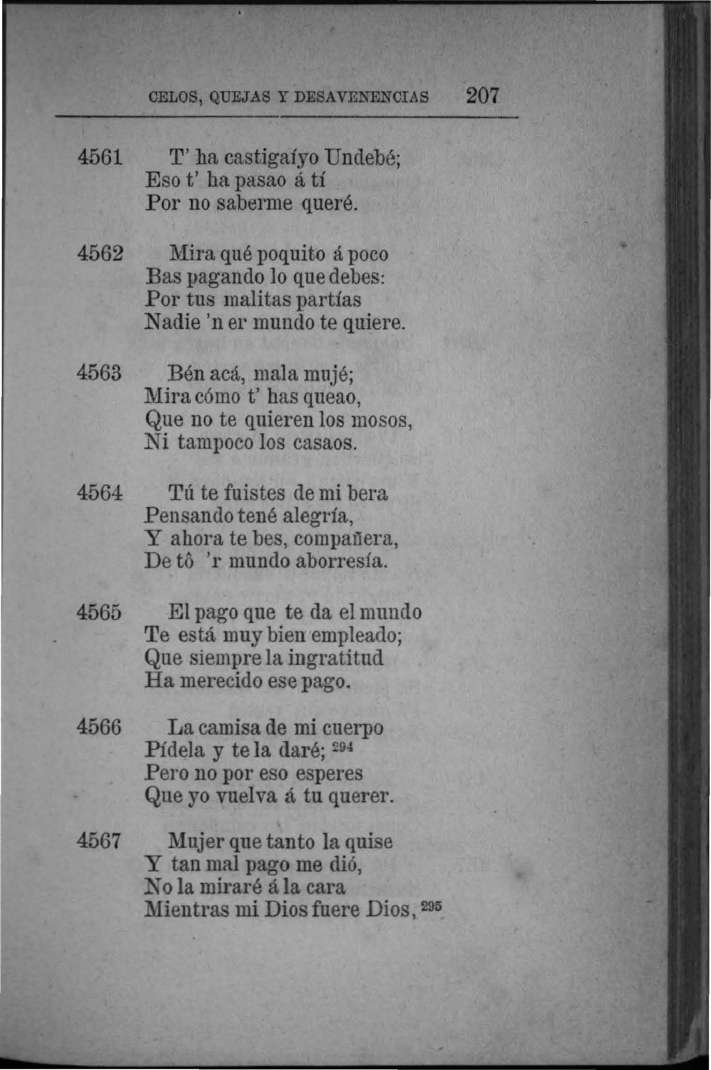 CELOS, QUEJAS Y DESAVENENCIAS 207
4561 T' ha castigaíyo Undebé;
Eso t' ha pasao á tí
Por no saberme queré.
4562 Mira qué poquito á poco
Bas pagando lo que debes:
Por tus malitas partías
Nadie 'n er mundo te quiere.
4563 Bén acá, mala mujé;
Mira cómo t' has queao,
Que no te quieren los mosos,
Ni tampoco los casaos.
4564 Tú te fuistes de mi bera
Pensando tené alegría,
Y ahora te bes, compañera,
De tô 'r mundo aborresía.
4565 El pago que te da el mundo
Te está muy bien empleado;
Que siempre la ingratitud
Ha merecido ese pago.
4566 La camisa de mi cuerpo
Pídela y te la daré; 294
Pero no por eso esperes
Que yo vuelva á tu querer.
4567 Mujer que tanto la quise
Y tan mal pago me dió,
No la miraré á la cara
Mientras mi Dios fuere Dios, 295